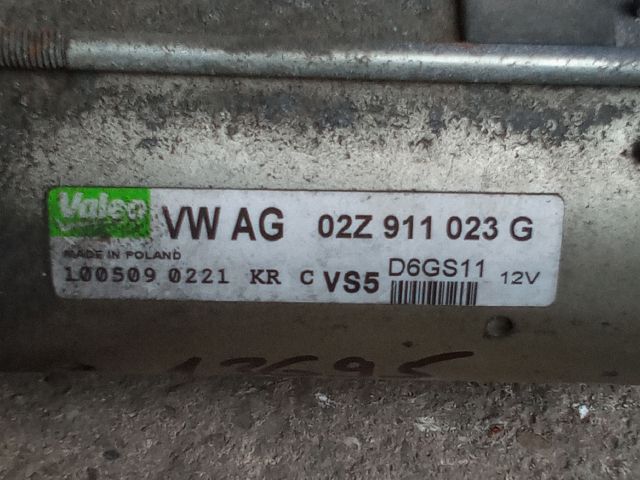 Valeo VW AG 02Z 911 023 G
MADE IN POLAND
100509 0221 KR C VS5 D6GS11 12V